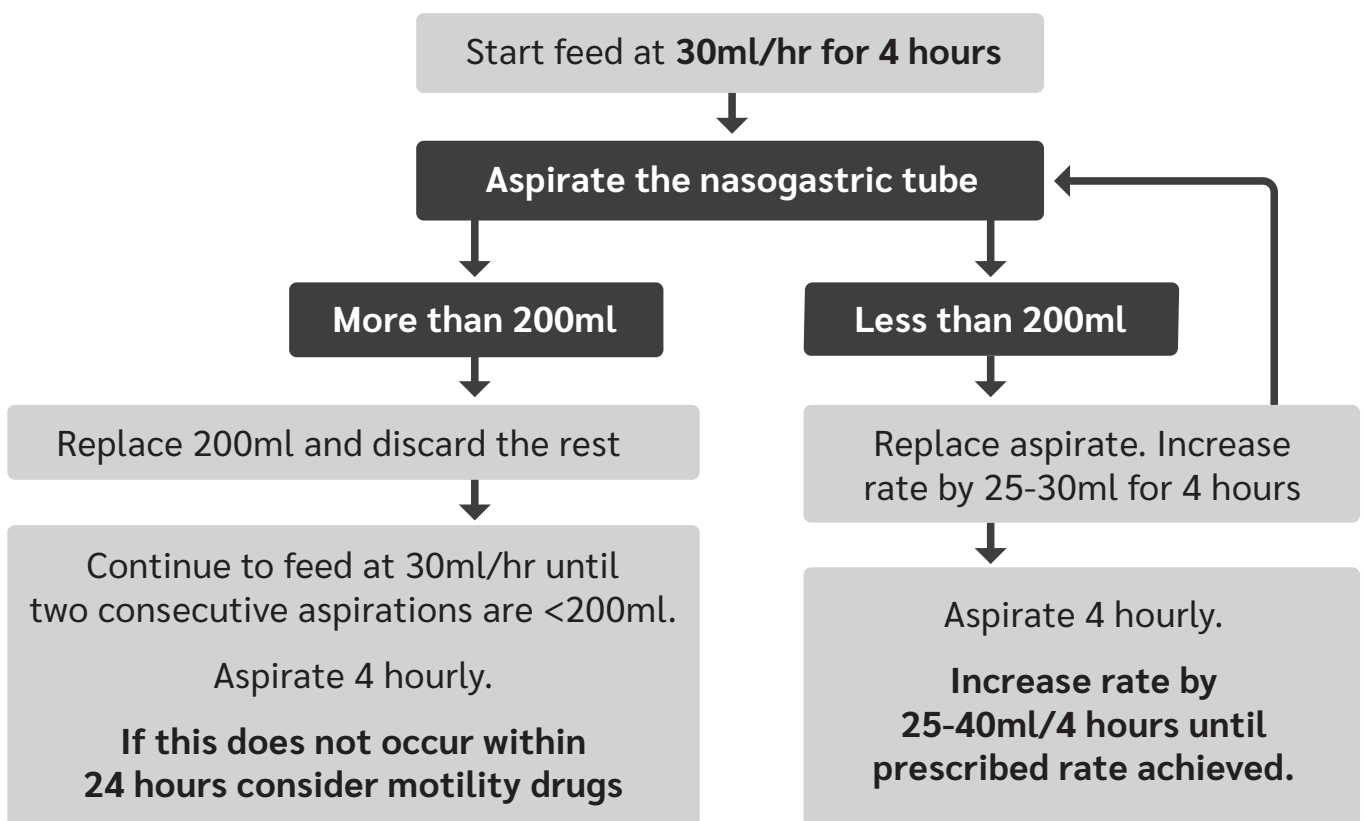 Start feed at 30ml/hr for 4 hours
Aspirate the nasogastric tube
More than 200ml
Less than 200ml
Replace 200ml and discard the rest
Replace aspirate. Increase
rate by 25-30ml for 4 hours
Continue to feed at 30ml/hr until
two consecutive aspirations are <200ml.
Aspirate 4 hourly.
If this does not occur within
24 hours consider motility drugs
Aspirate 4 hourly.
Increase rate by
25-40ml/4 hours until
prescribed rate achieved.